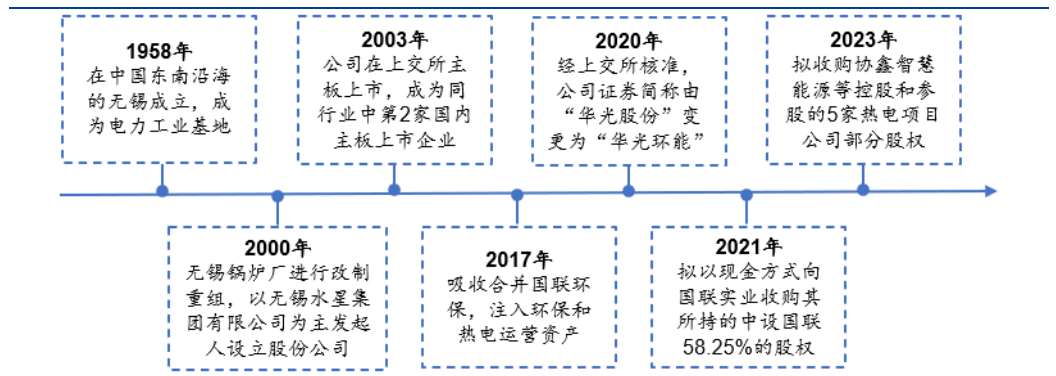 1958年
在中国东南沿海
的无锡成立，成
为电力工业基地
2003年
公司在上交所主
板上市，成为同
行业中第2家国内
主板上市企业
2020年
经上交所核准，
公司证券简称由
“华光股份”变
更为“华光环能”
2023年
拟收购协鑫智慧
能源等控股和参
股的5家热电项目
公司部分股权
2000年
无锡锅炉厂进行改制
重组，以无锡水星集
团有限公司为主发起
人设立股份公司
2017年
吸收合并国联环
保，注入环保和
热电运营资产
2021年
拟以现金方式向
国联实业收购其
所持的中设国联
58.25%的股权